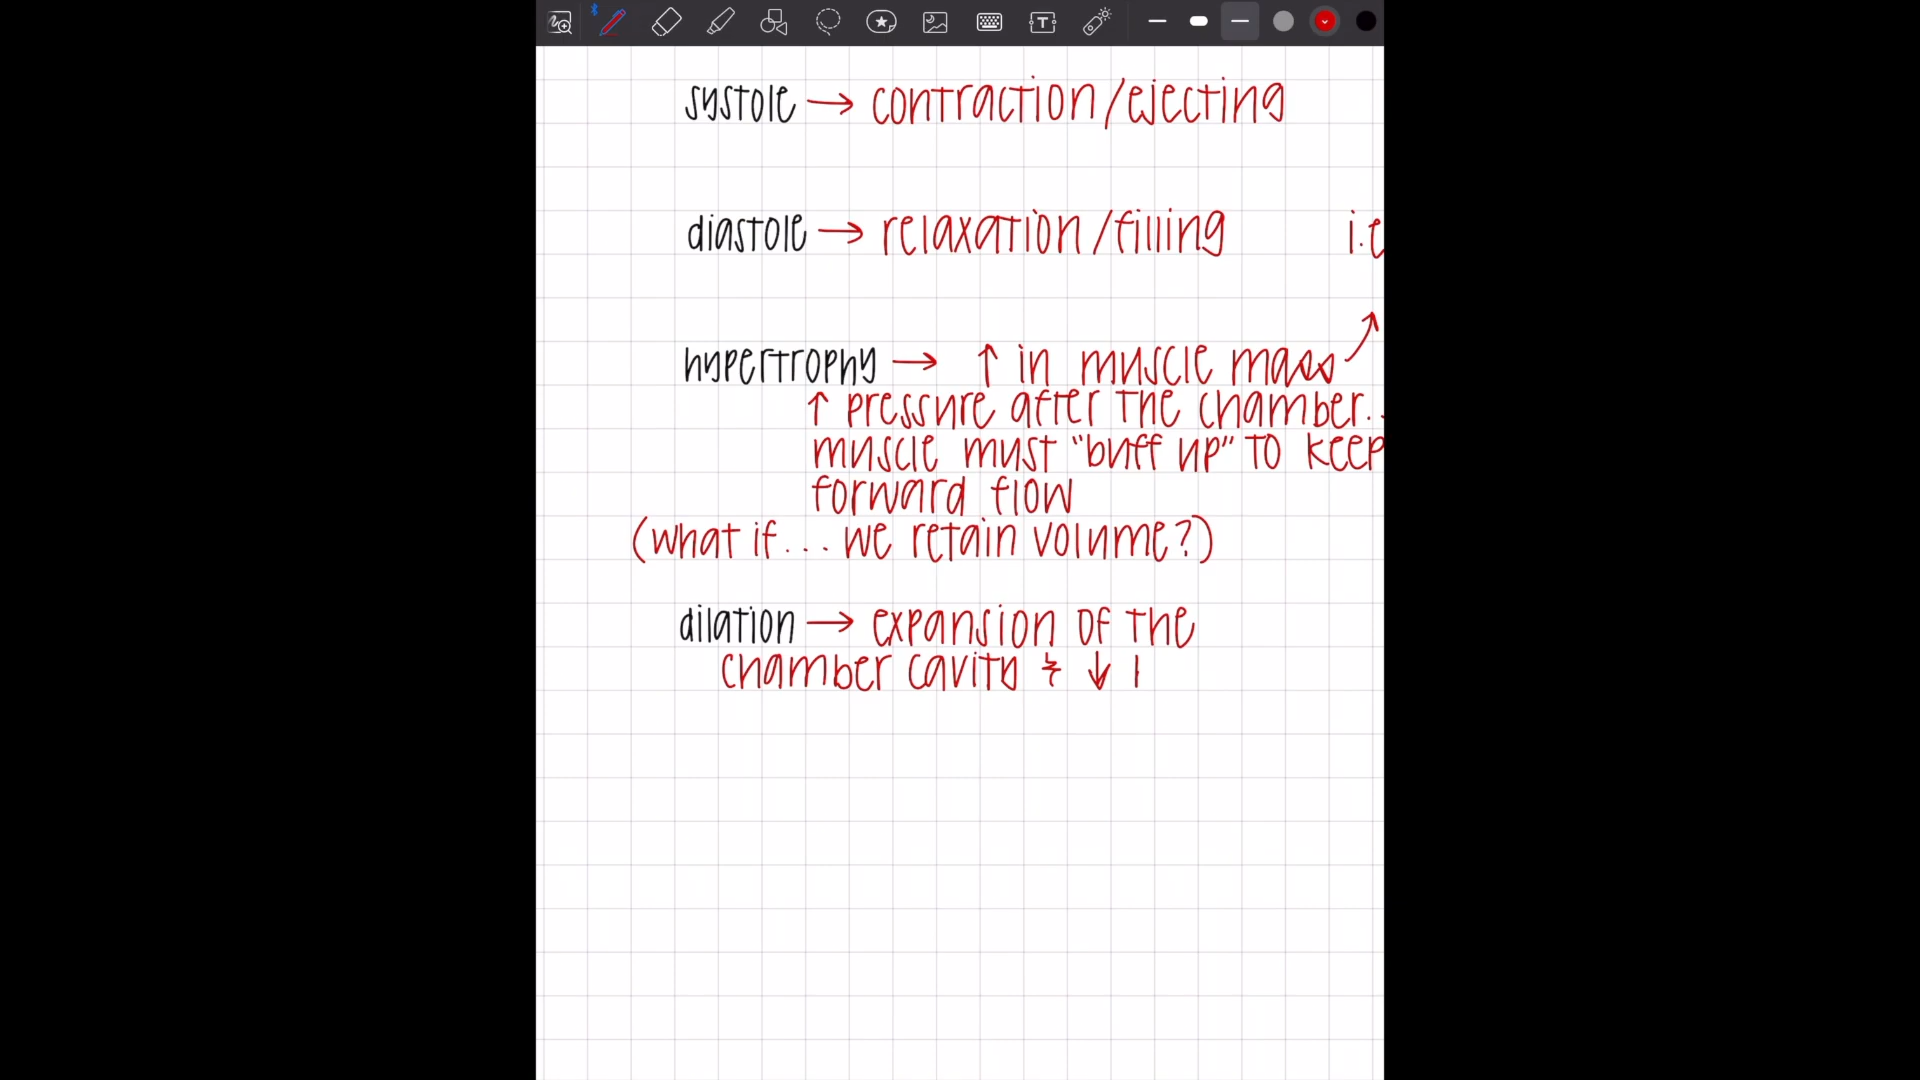 systole → contraction/ejecting
diastole → relaxation/filling i.e
hypertrophy → ↑ in muscle mass
↑ pressure after the chamber..
muscle must "buff up" to keep
forward flow
(what if... we retain volume?)
dilation → expansion of the
chamber cavity & ↓